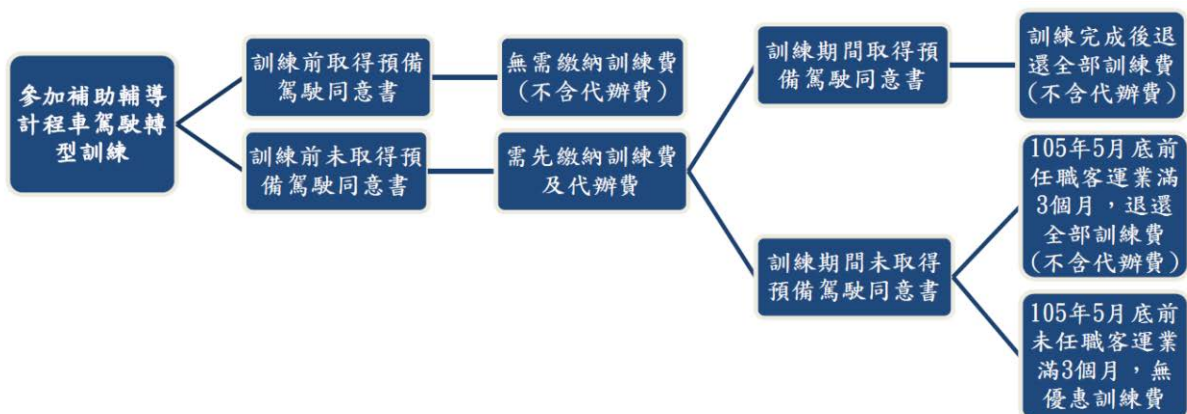 參加補助輔導
計程車駕駛轉
型訓練
訓練前取得預備
駕駛同意書
無需繳納訓練費
(不含代辦費)
訓練前未取得預
備駕駛同意書
需先繳納訓練費
及代辦費
訓練期間取得預
備駕駛同意書
訓練完成後退
還全部訓練費
(不含代辦費)
訓練期間未取得
預備駕駛同意書
105年5月底前
任職客運業滿
3個月,退還
全部訓練費
(不含代辦費)
105年5月底前
未任職客運業
滿3個月,無
優惠訓練費